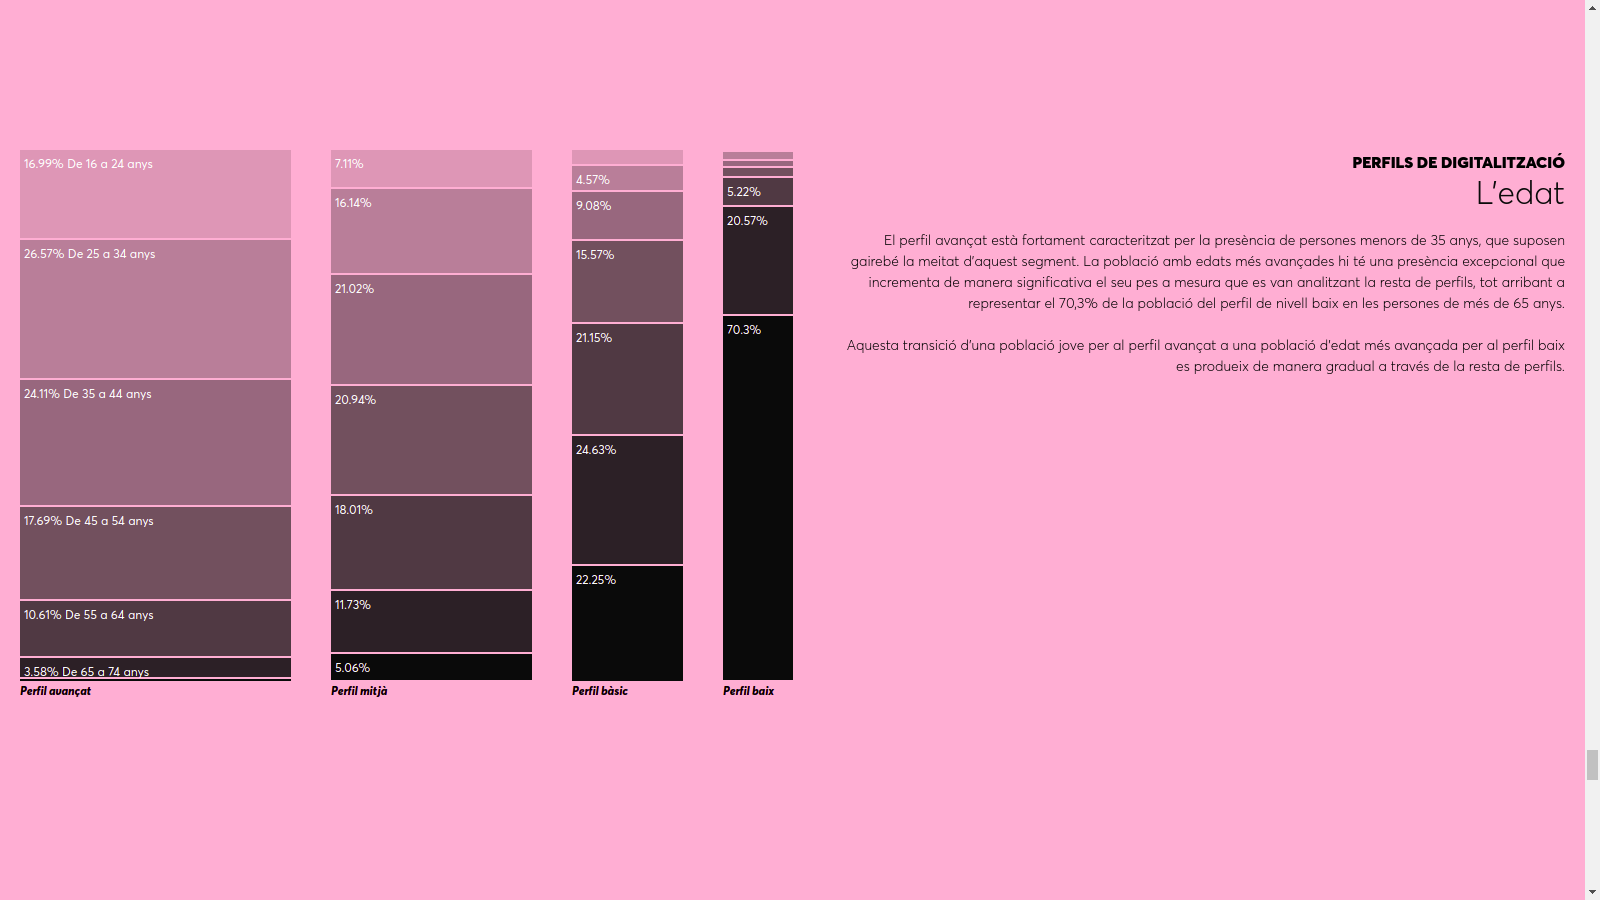 16.99% De 16 a 24 anys
26.57% De 25 a 34 anys
24.11% De 35 a 44 anys
17.69% De 45 a 54 anys
10.61% De 55 a 64 anys
3.58% De 65 a 74 anys
Perfil avançat
7.11%
16.14%
21.02%
20.94%
18.01%
11.73%
5.06%
Perfil mitjà
4.57%
9.08%
15.57%
21.15%
24.63%
22.25%
Perfil bàsic
5.22%
20.57%
70.3%
Perfil baix
PERFILS DE DIGITALITZACIÓ
L'edat
El perfil avançat està fortament caracteritzat per la presència de persones menors de 35 anys, que suposen
gairebé la meitat d'aquest segment. La població amb edats més avançades hi té una presència excepcional que
incrementa de manera significativa el seu pes a mesura que es van analitzant la resta de perfils, tot arribant a
representar el 70,3% de la població del perfil de nivell baix en les persones de més de 65 anys.
Aquesta transició d'una població jove per al perfil avançat a una població d'edat més avançada per al perfil baix
es produeix de manera gradual a través de la resta de perfils.